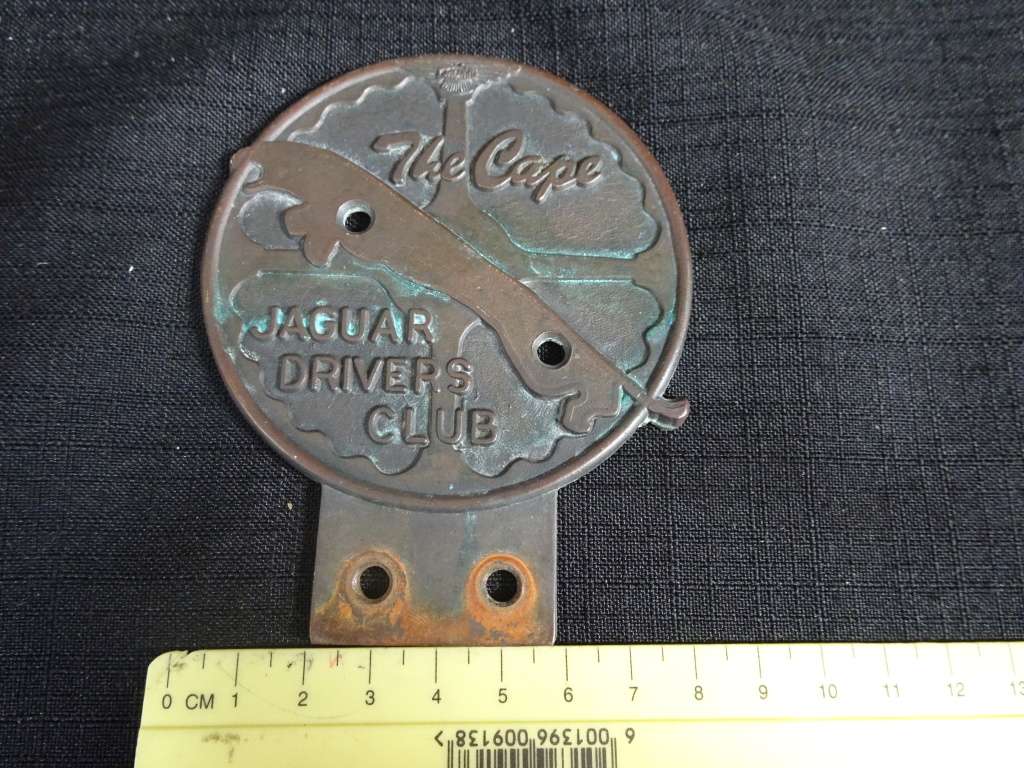 The Cape
JAGUAR
DRIVERS
CLUB
0 CM 1 2 3 4 5 6 7 8 9 10 11 12 13
6 001396 009138 >